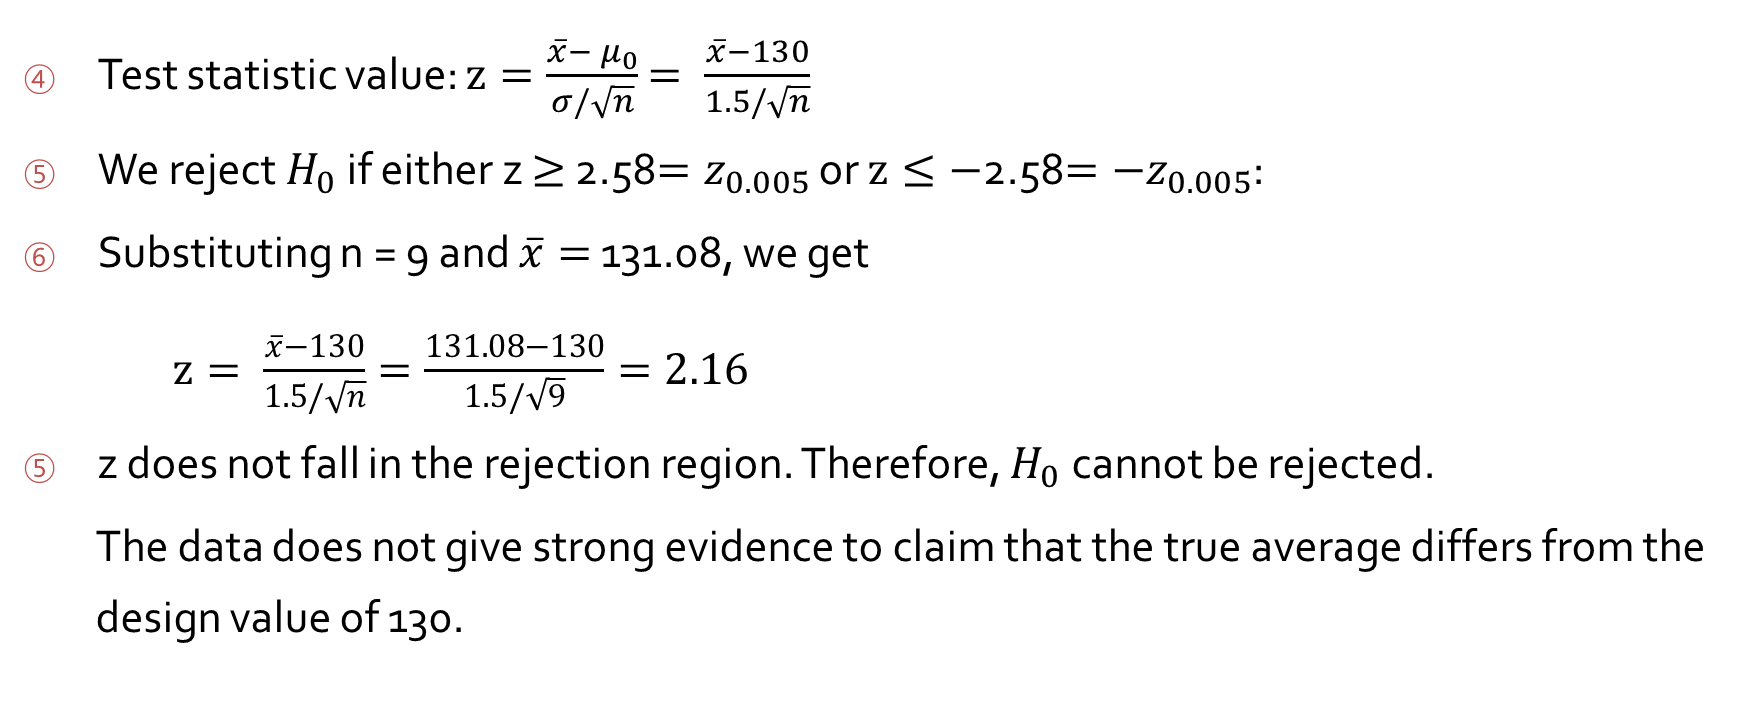 ④ Test statistic value: z = (x̄ − μ₀)/(σ/√n) = (x̄−130)/(1.5/√n)
⑤ We reject H₀ if either z ≥ 2.58= z₀.₀₀₅ or z ≤ −2.58= −z₀.₀₀₅:
⑥ Substituting n = 9 and x̄ = 131.08, we get
z = (x̄−130)/(1.5/√n) = (131.08−130)/(1.5/√9) = 2.16
⑤ z does not fall in the rejection region. Therefore, H₀ cannot be rejected.
The data does not give strong evidence to claim that the true average differs from the
design value of 130.